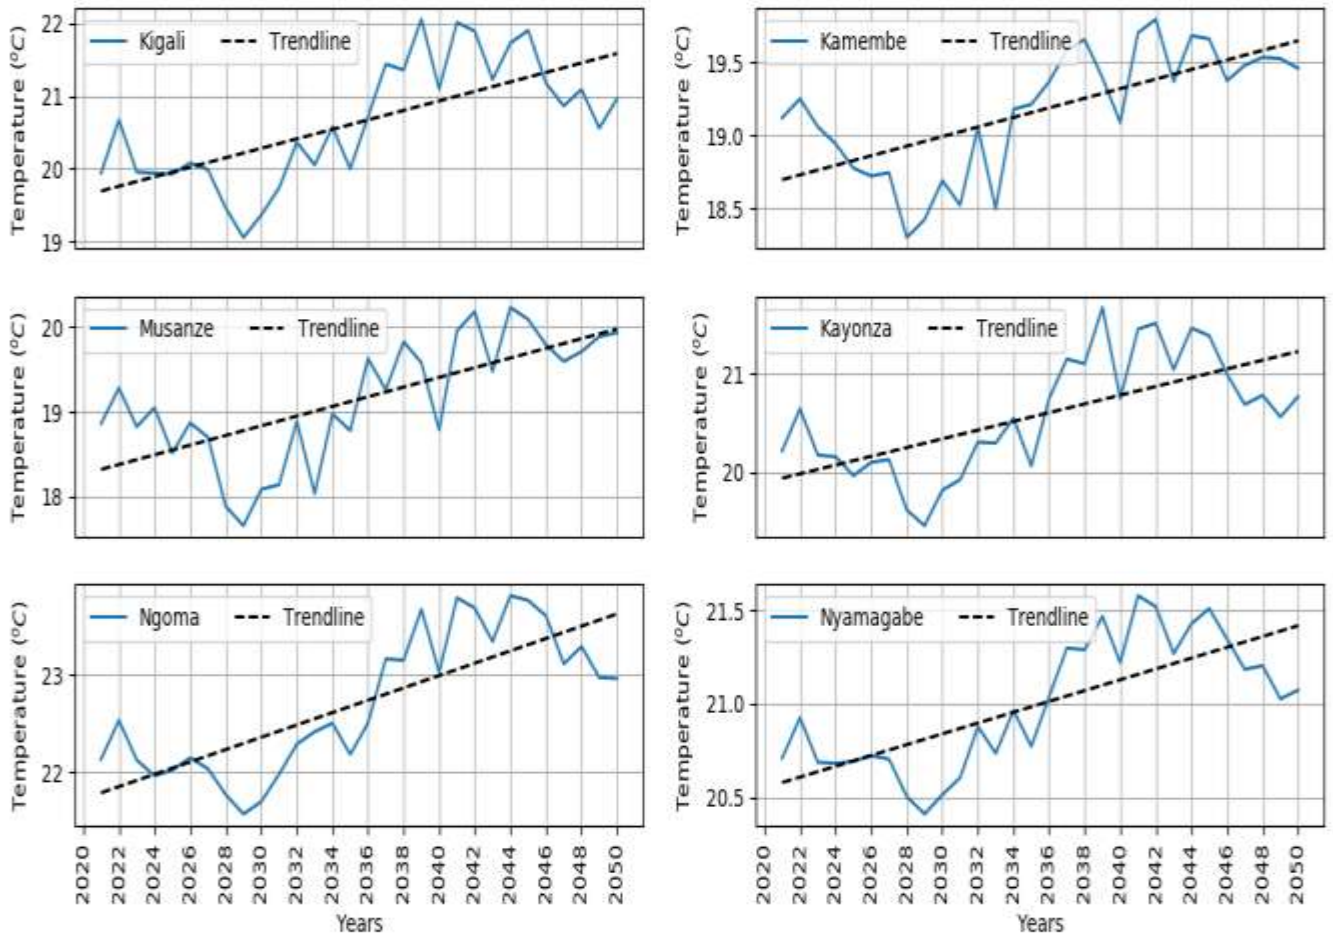 Kigali Trendline
Temperature (°C)
22
21
20
19
Kamembe Trendline
Temperature (°C)
19.5
19.0
18.5
Musanze Trendline
Temperature (°C)
20
19
18
Kayonza Trendline
Temperature (°C)
21
20
Ngoma Trendline
Temperature (°C)
23
22
2020 2022 2024 2026 2028 2030 2032 2034 2036 2038 2040 2042 2044 2046 2048 2050
Years
Nyamagabe Trendline
Temperature (°C)
21.5
21.0
20.5
2020 2022 2024 2026 2028 2030 2032 2034 2036 2038 2040 2042 2044 2046 2048 2050
Years